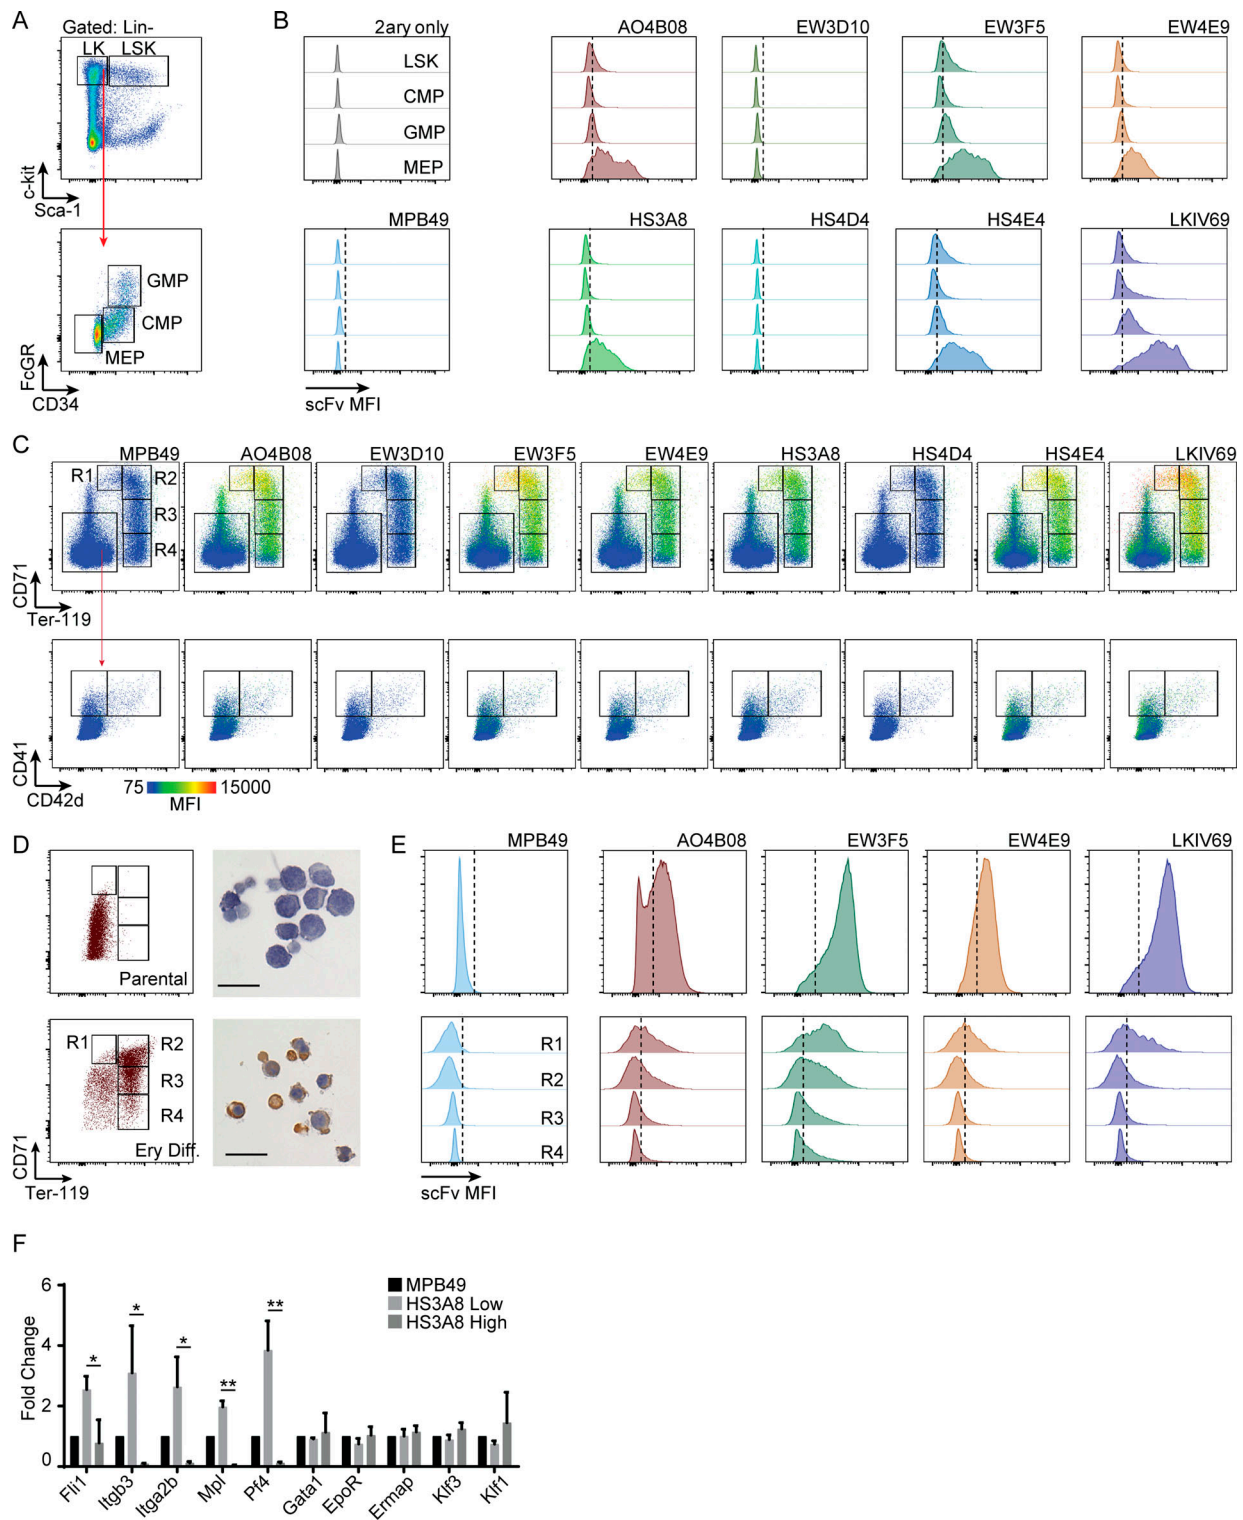 A
Gated: Lin-
LK LSK
c-kit
Sca-1
GMP
CMP
MEP
FcGR
CD34
B
2ary only AO4B08 EW3D10 EW3F5 EW4E9
LSK
CMP
GMP
MEP
MPB49 HS3A8 HS4D4 HS4E4 LKIV69
scFv MFI
C
MPB49 AO4B08 EW3D10 EW3F5 EW4E9 HS3A8 HS4D4 HS4E4 LKIV69
R1 R2
R3
R4
CD71
Ter-119
CD41
CD42d
75 15000
MFI
D
Parental
R1 R2
R3
R4
Ery Diff.
CD71
Ter-119
E
MPB49 AO4B08 EW3F5 EW4E9 LKIV69
R1
R2
R3
R4
scFv MFI
F
Fold Change
6
4
2
0
* * * ** **
MPB49
HS3A8 Low
HS3A8 High
Fli1 Itgb3 Itga2b Mpl Pf4 Gata1 EpoR Ermap Klf3 Klf1